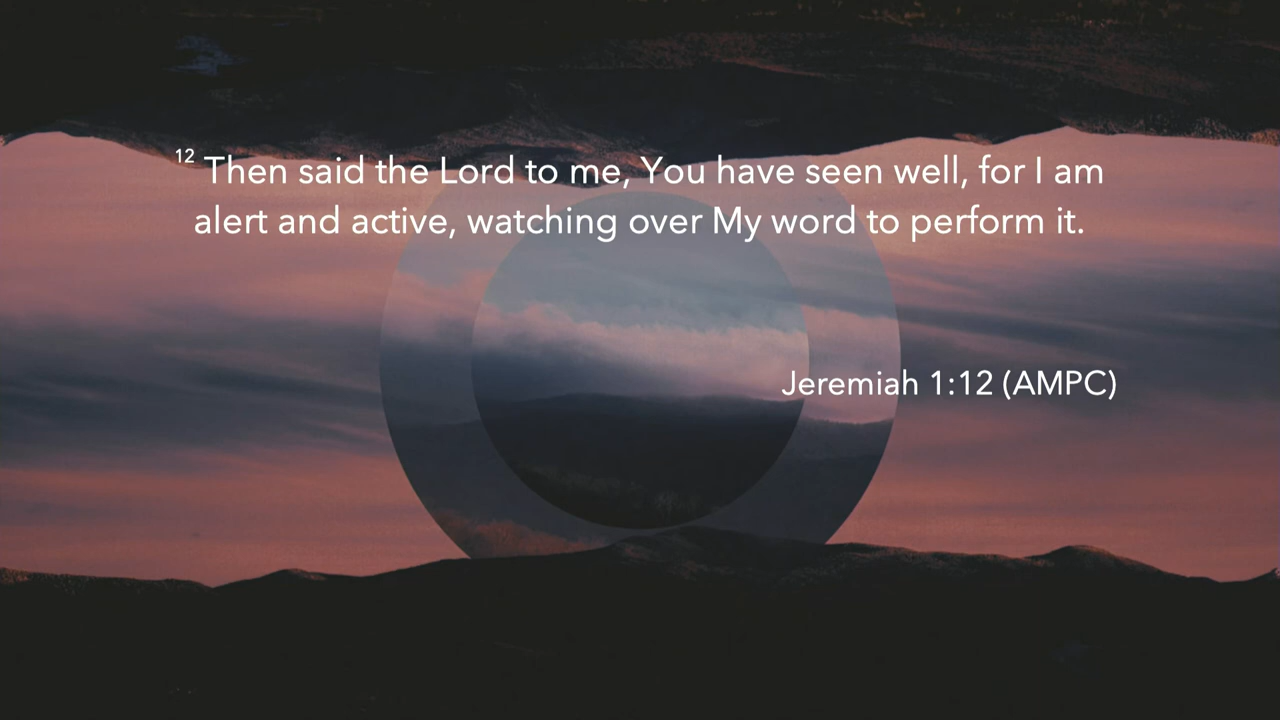 12 Then said the Lord to me, You have seen well, for I am
alert and active, watching over My word to perform it.
Jeremiah 1:12 (AMPC)